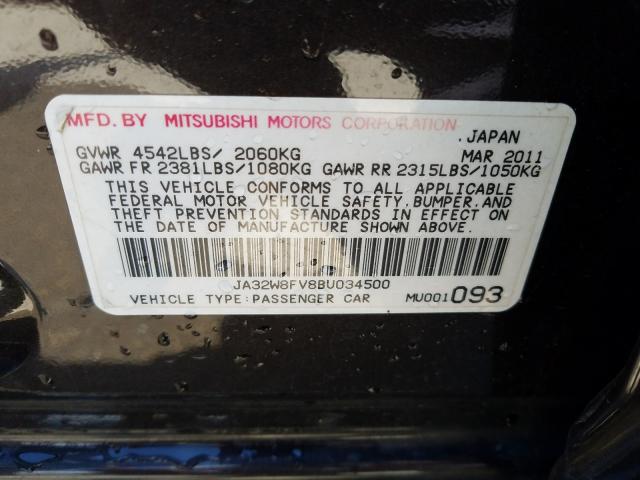 MFD. BY MITSUBISHI MOTORS CORPORATION
. JAPAN
GVWR 4542LBS/ 2060KG MAR 2011
GAWR FR 2381LBS/1080KG GAWR RR 2315LBS/1050KG
THIS VEHICLE CONFORMS TO ALL APPLICABLE
FEDERAL MOTOR VEHICLE SAFETY, BUMPER, AND
THEFT PREVENTION STANDARDS IN EFFECT ON
THE DATE OF MANUFACTURE SHOWN ABOVE.
JA32W8FV8BU034500
VEHICLE TYPE: PASSENGER CAR MU001 093